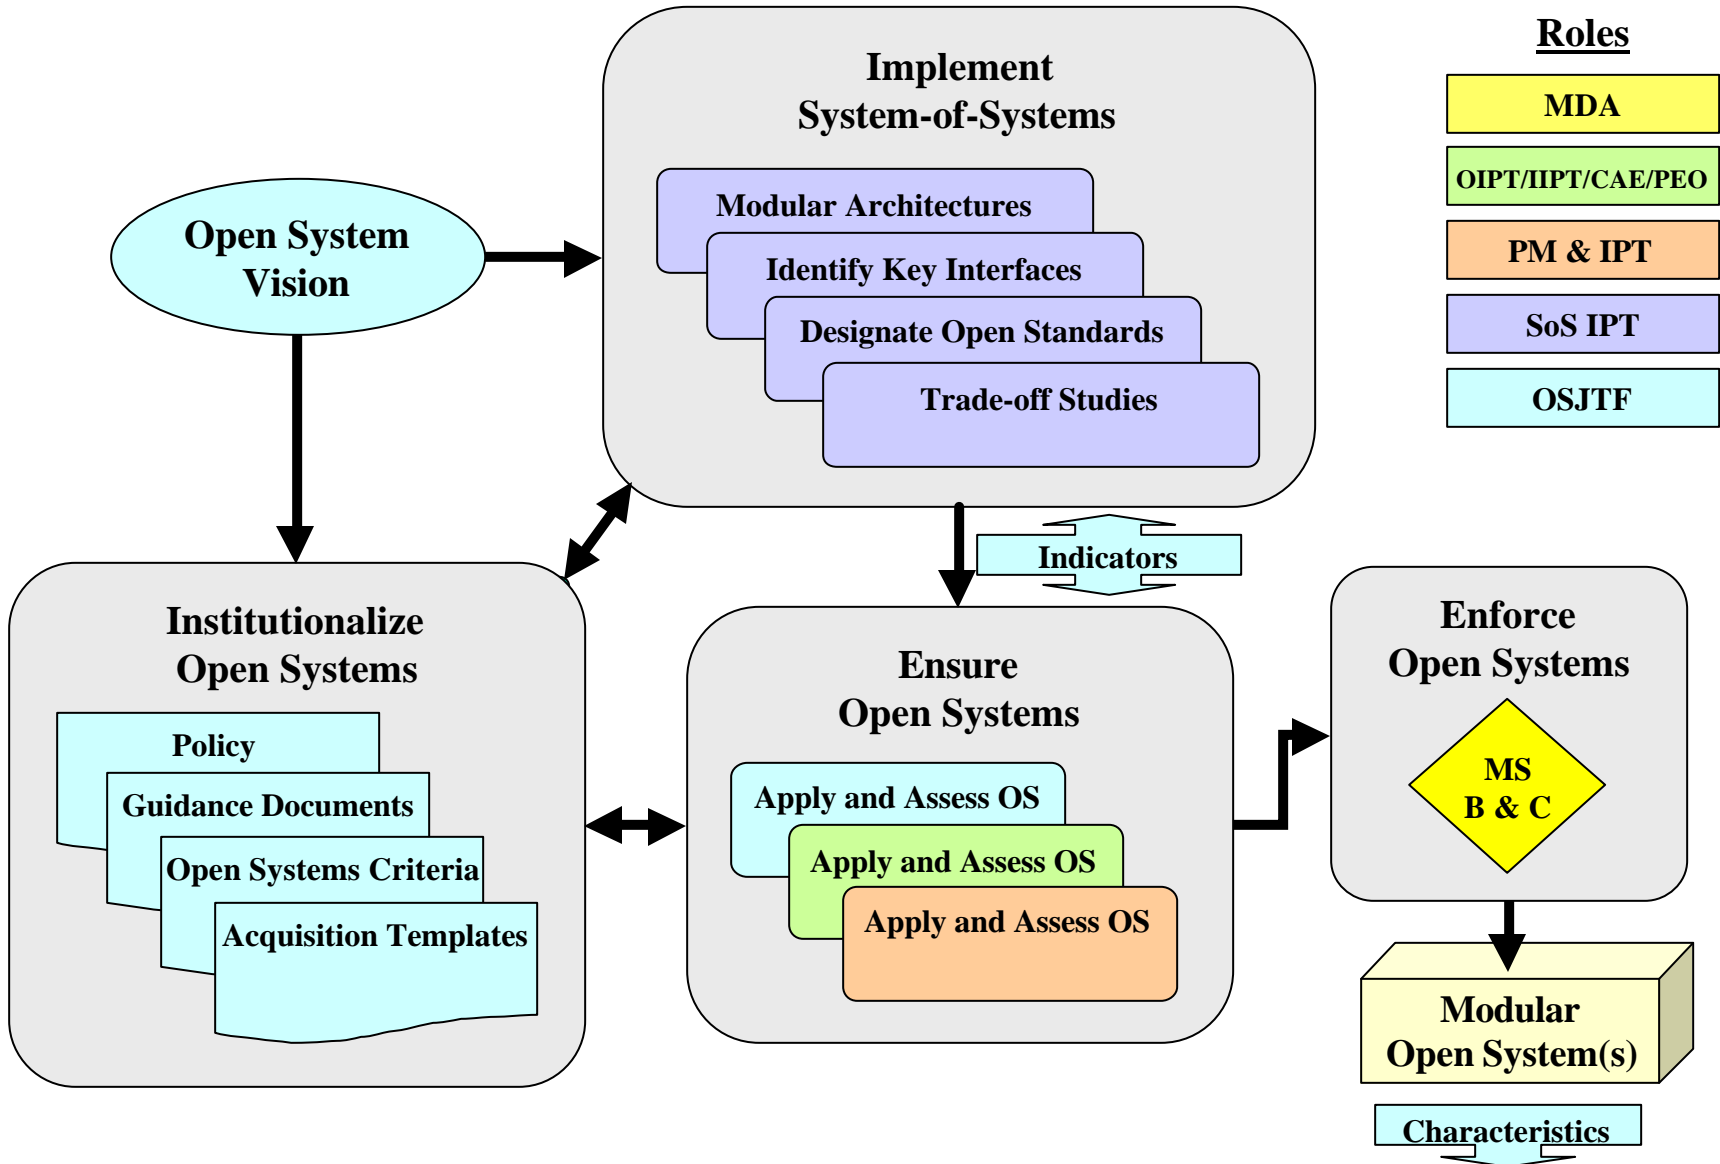 Implement
System-of-Systems
Modular Architectures
Identify Key Interfaces
Designate Open Standards
Trade-off Studies
Roles
MDA
OIPT/IIPT/CAE/PEO
PM & IPT
SoS IPT
OSJTF
Open System
Vision
Indicators
Institutionalize
Open Systems
Policy
Guidance Documents
Open Systems Criteria
Acquisition Templates
Ensure
Open Systems
Apply and Assess OS
Apply and Assess OS
Apply and Assess OS
Enforce
Open Systems
MS
B & C
Modular
Open System(s)
Characteristics